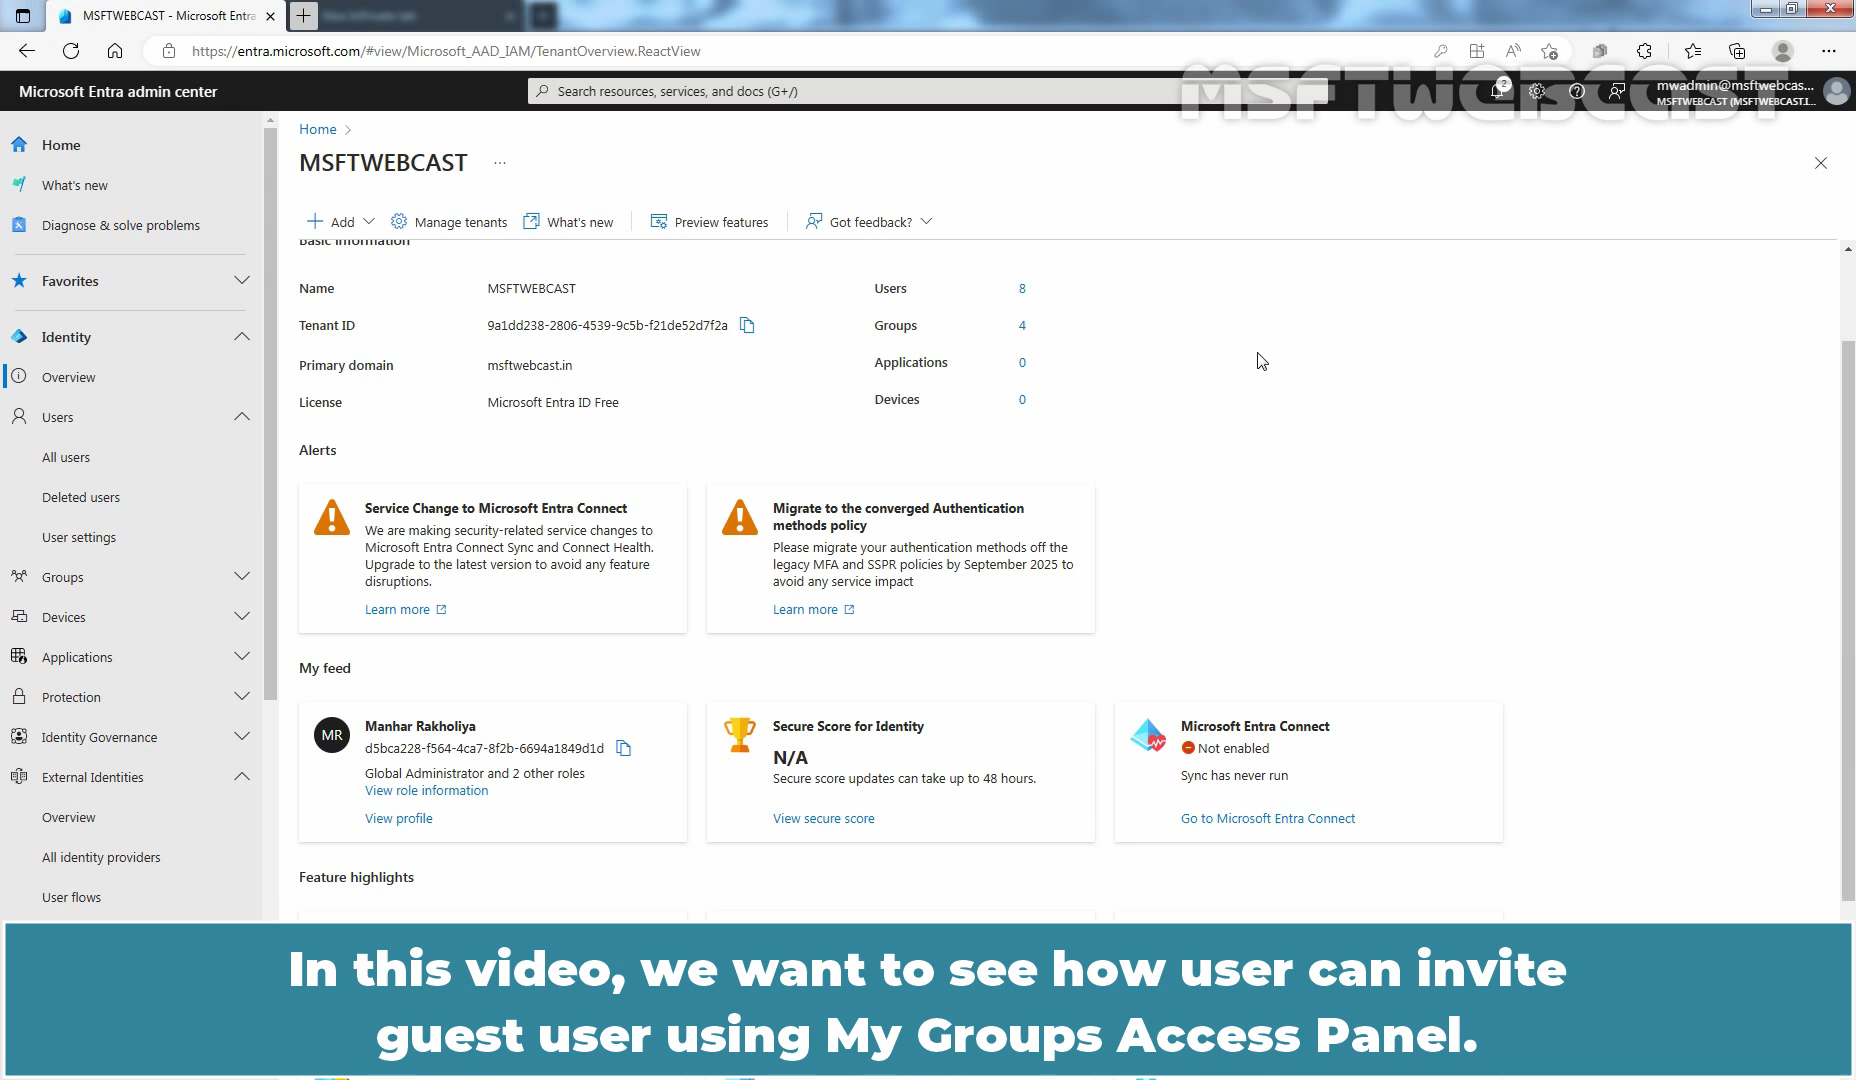 MSFTWEBCAST - Microsoft Entra
New InPrivate tab
https://entra.microsoft.com/#view/Microsoft_AAD_IAM/TenantOverview.ReactView
Microsoft Entra admin center
Search resources, services, and docs (G+/)
MSFTWEBCAST
2
mwadmin@msftwebcas...
MSFTWEBCAST (MSFTWEBCAST.I...
Home
What's new
Diagnose & solve problems
Favorites
Identity
Overview
Users
All users
Deleted users
User settings
Groups
Devices
Applications
Protection
Identity Governance
External Identities
Overview
All identity providers
User flows
Home
MSFTWEBCAST ...
Add
Manage tenants
What's new
Preview features
Got feedback?
Basic information
Name MSFTWEBCAST Users 8
Tenant ID 9a1dd238-2806-4539-9c5b-f21de52d7f2a Groups 4
Primary domain msftwebcast.in Applications 0
License Microsoft Entra ID Free Devices 0
Alerts
Service Change to Microsoft Entra Connect
We are making security-related service changes to
Microsoft Entra Connect Sync and Connect Health.
Upgrade to the latest version to avoid any feature
disruptions.
Learn more
Migrate to the converged Authentication
methods policy
Please migrate your authentication methods off the
legacy MFA and SSPR policies by September 2025 to
avoid any service impact
Learn more
My feed
MR
Manhar Rakholiya
d5bca228-f564-4ca7-8f2b-6694a1849d1d
Global Administrator and 2 other roles
View role information
View profile
Secure Score for Identity
N/A
Secure score updates can take up to 48 hours.
View secure score
Microsoft Entra Connect
Not enabled
Sync has never run
Go to Microsoft Entra Connect
Feature highlights
In this video, we want to see how user can invite
guest user using My Groups Access Panel.